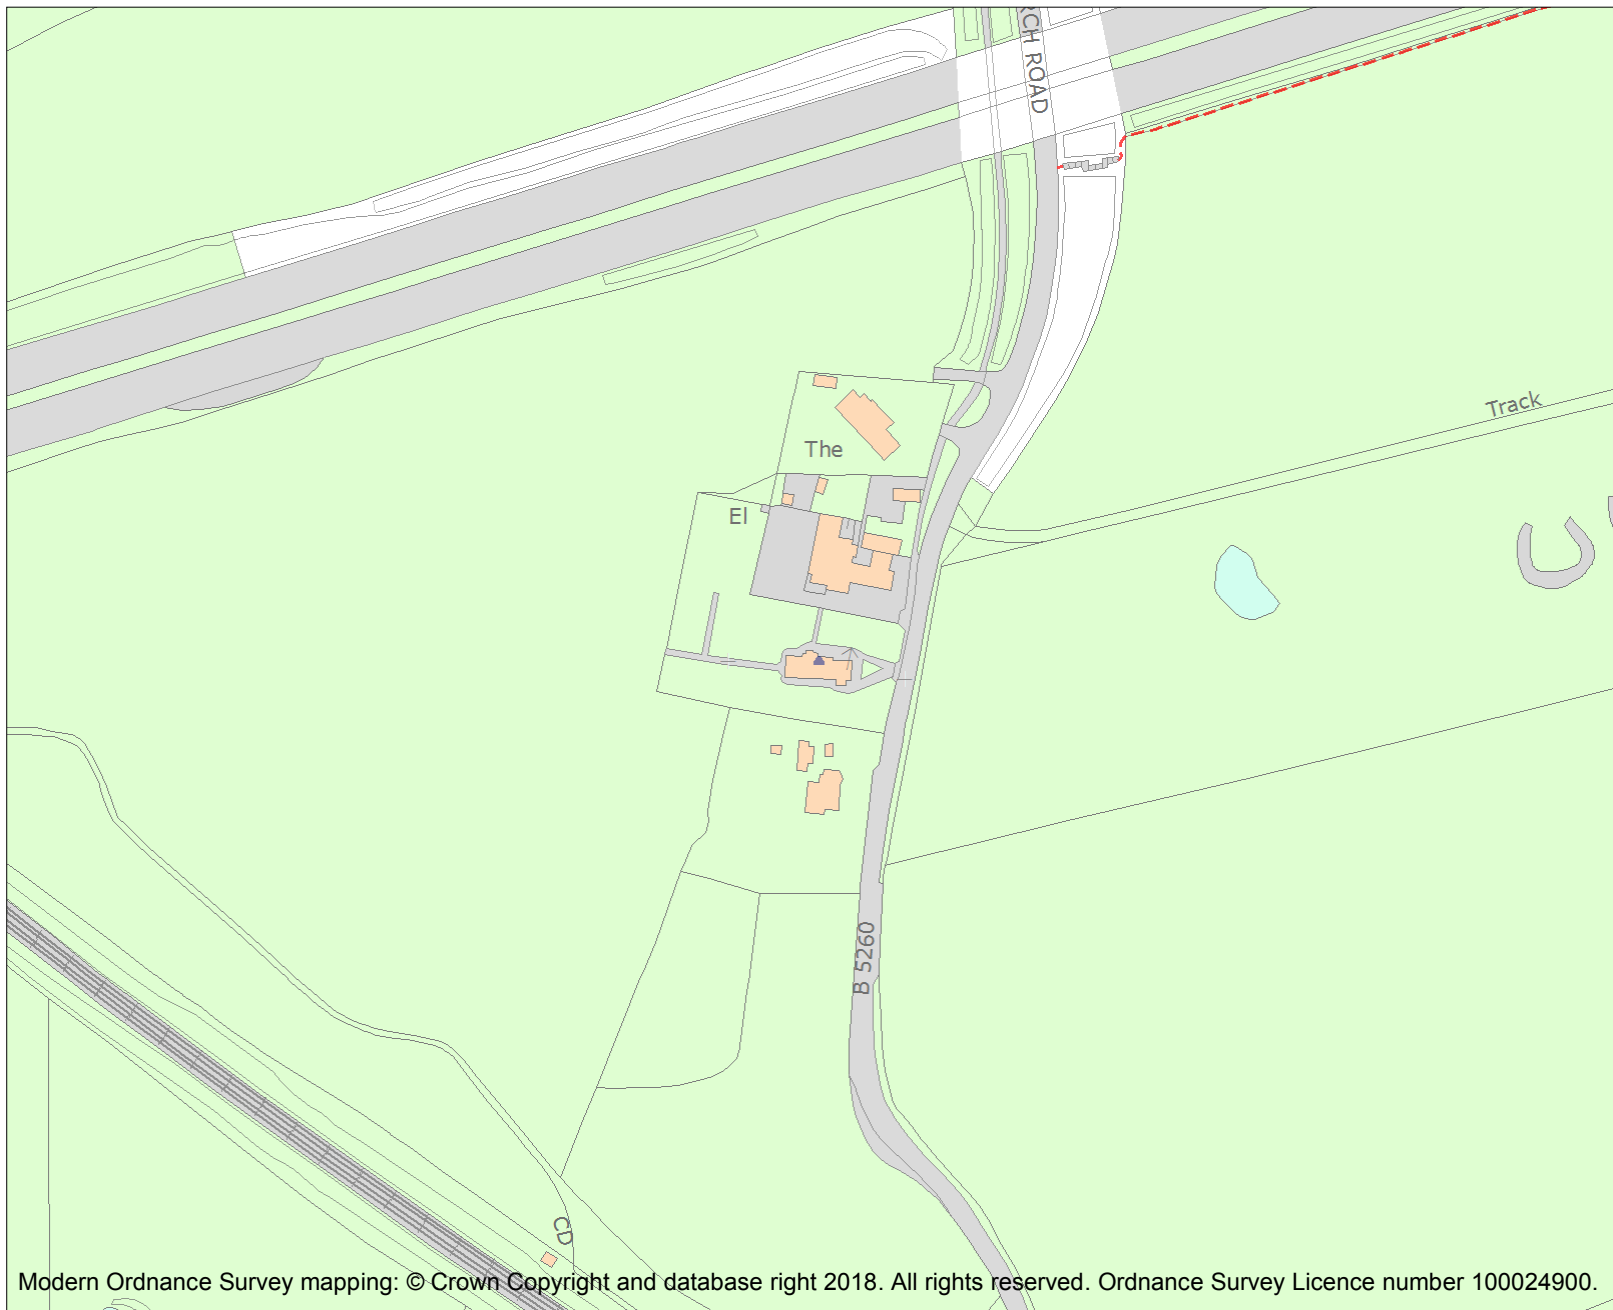 RCH ROAD
Track
The
El
B 5260
CD
Modern Ordnance Survey mapping: © Crown Copyright and database right 2018. All rights reserved. Ordnance Survey Licence number 100024900.